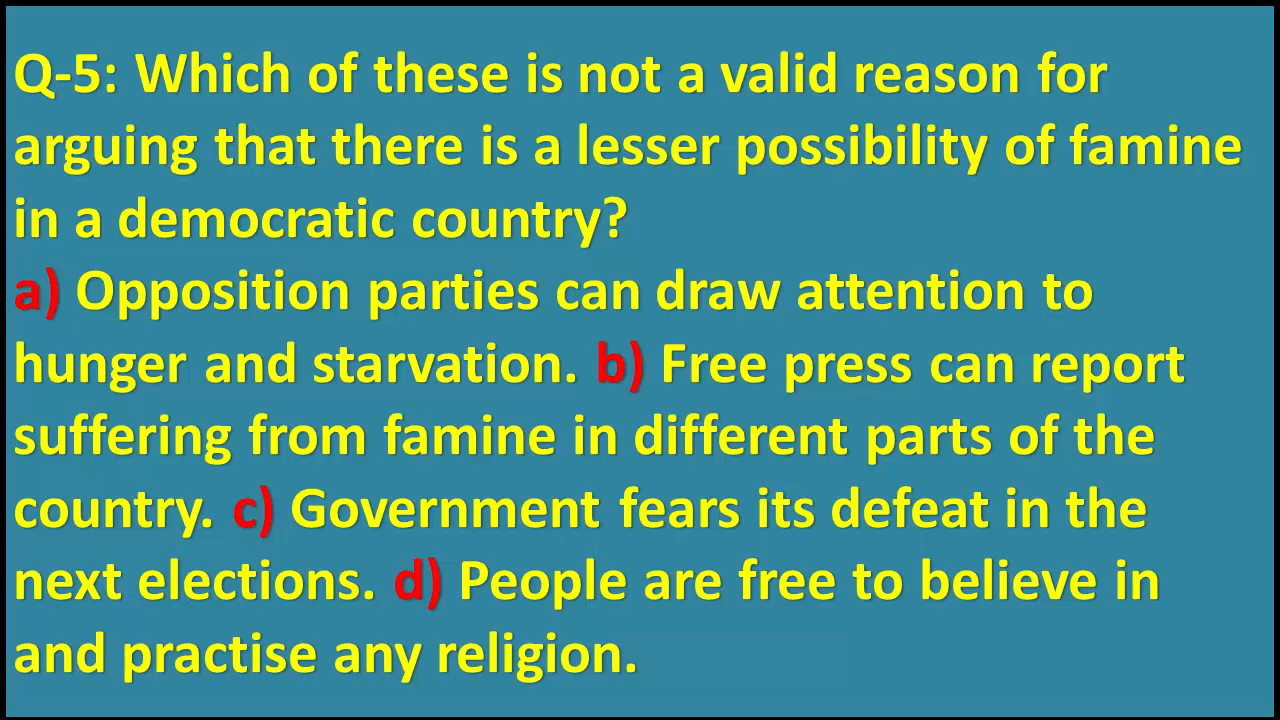 Q-5: Which of these is not a valid reason for
arguing that there is a lesser possibility of famine
in a democratic country?
a) Opposition parties can draw attention to
hunger and starvation. b) Free press can report
suffering from famine in different parts of the
country. c) Government fears its defeat in the
next elections. d) People are free to believe in
and practise any religion.